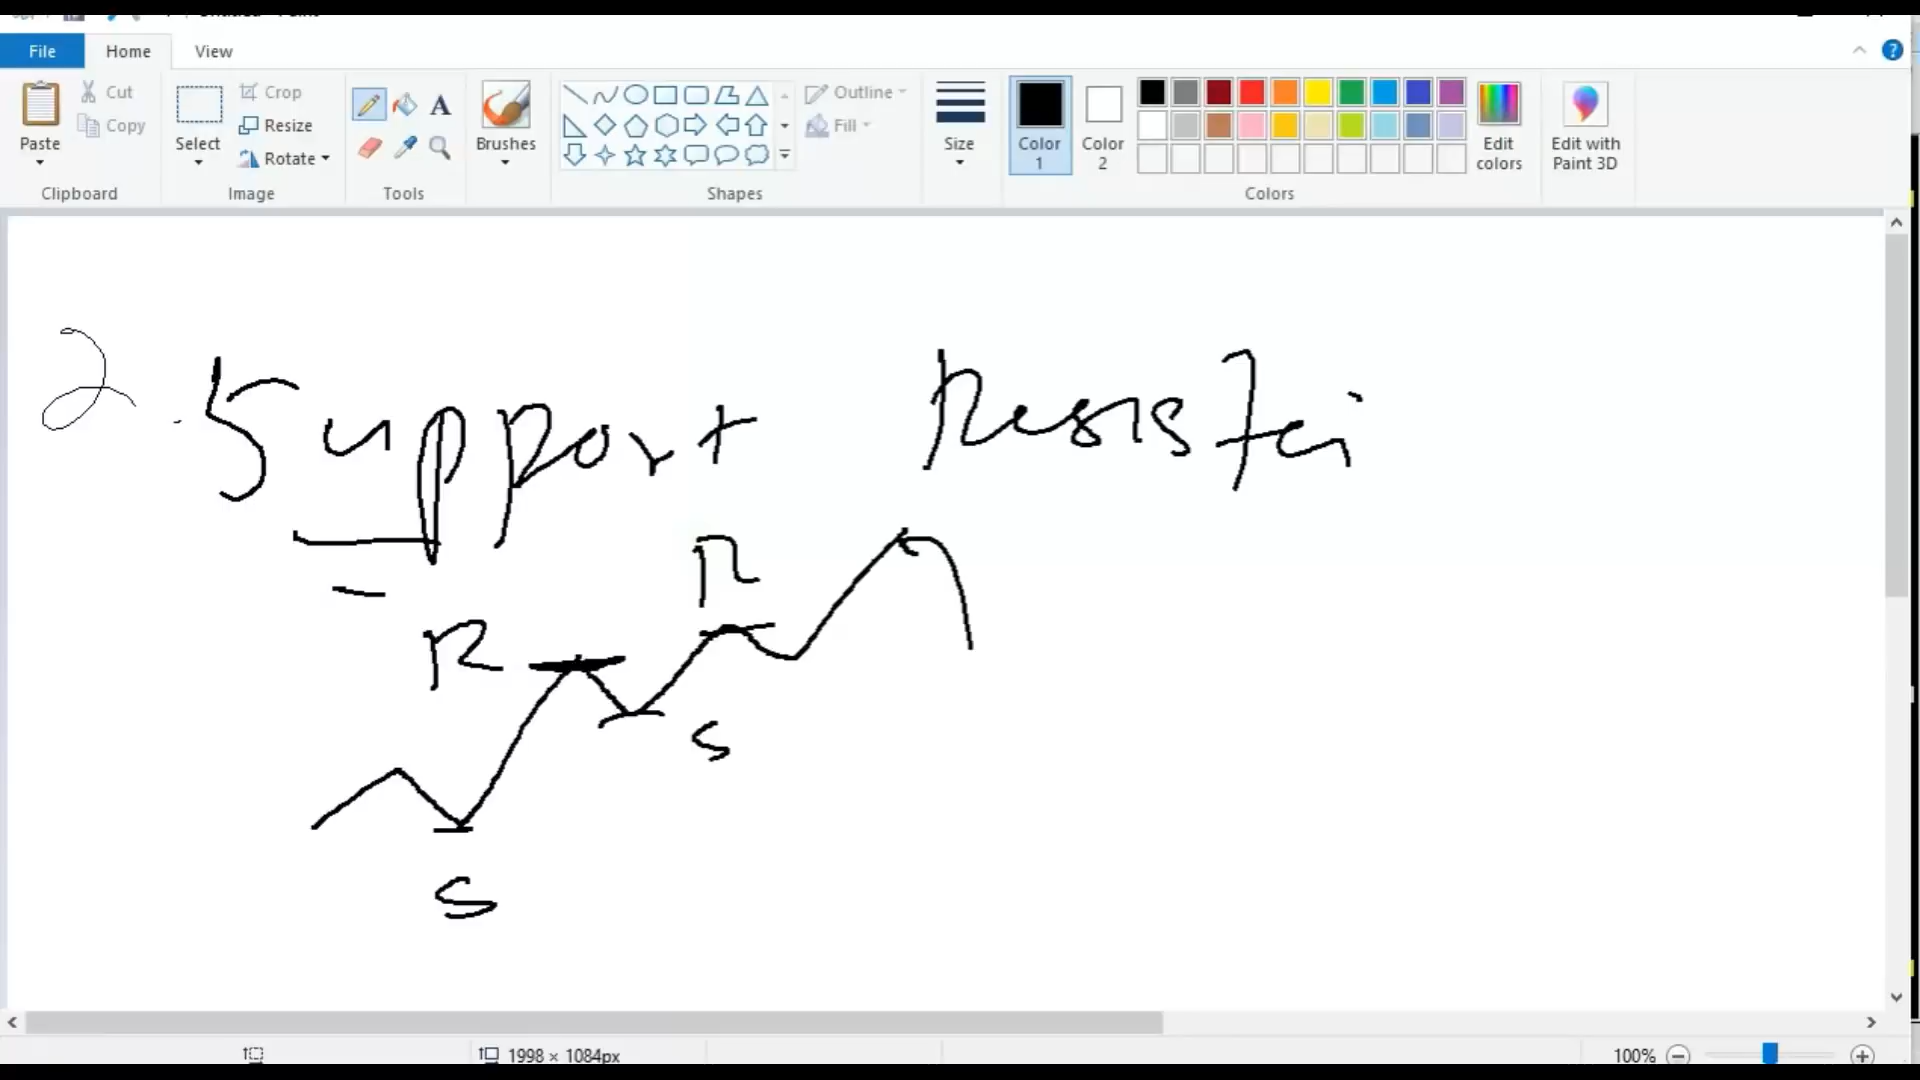 File Home View
Paste Cut Copy Select Crop Resize Rotate A Brushes Outline Fill Size Color 1 Color 2 Edit colors Edit with Paint 3D
Clipboard Image Tools Shapes Colors
2. Support
R
R
S
S
1998 × 1084px 100%